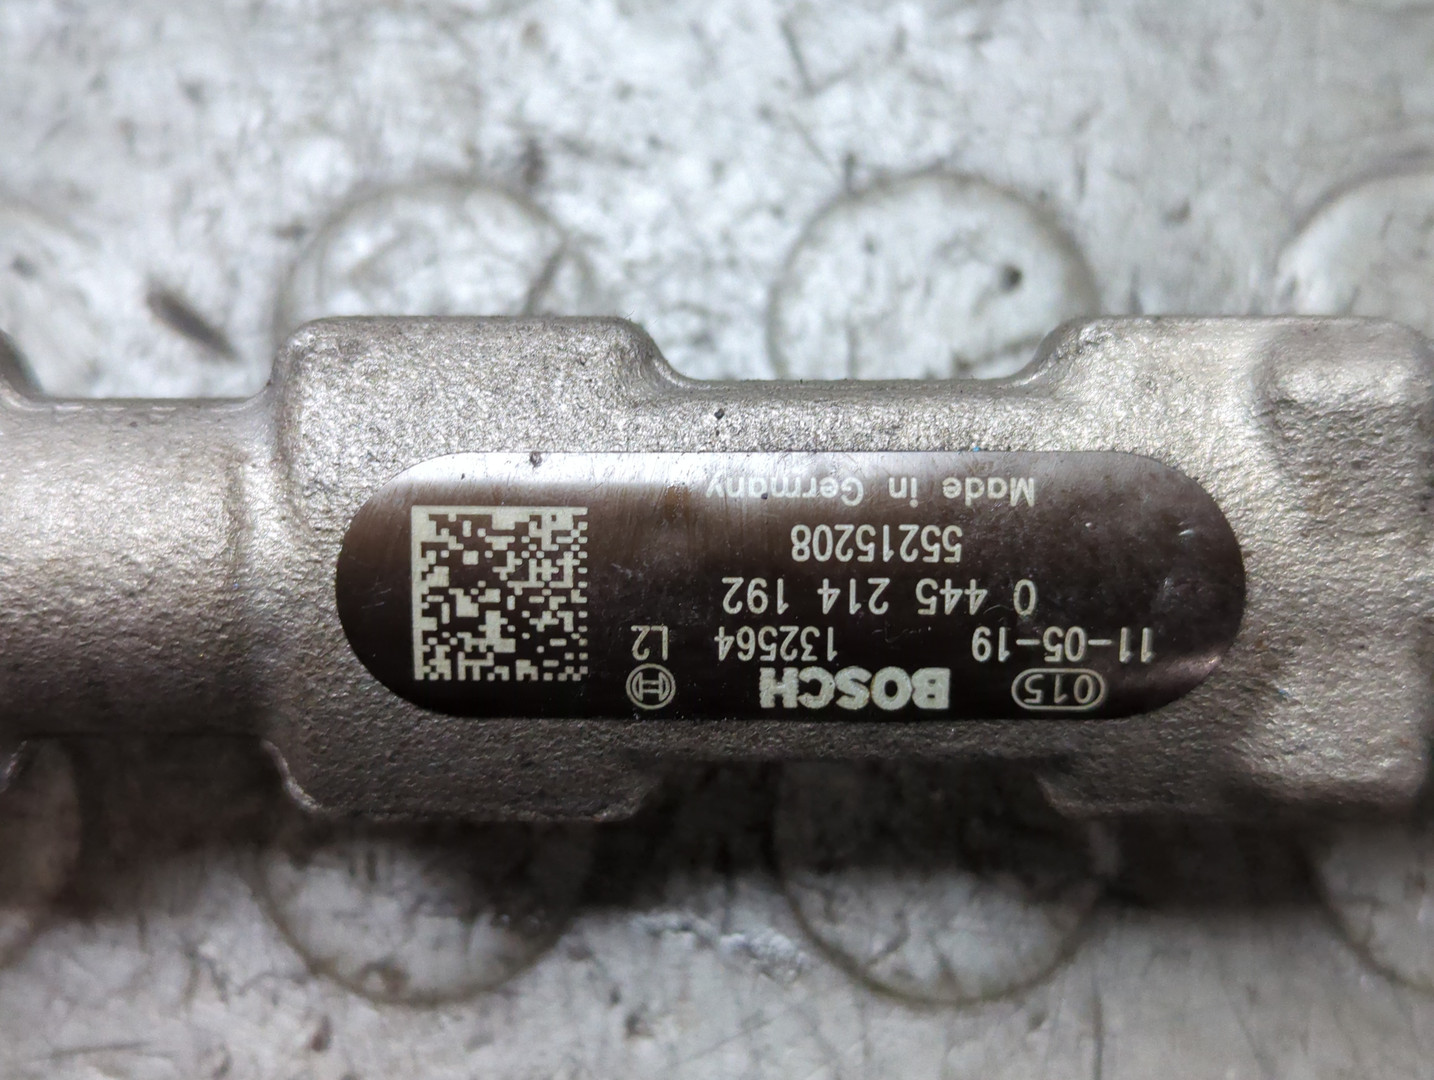 015 BOSCH
11-05-19 132564 L2
0 445 214 192
55215208
Made in Germany